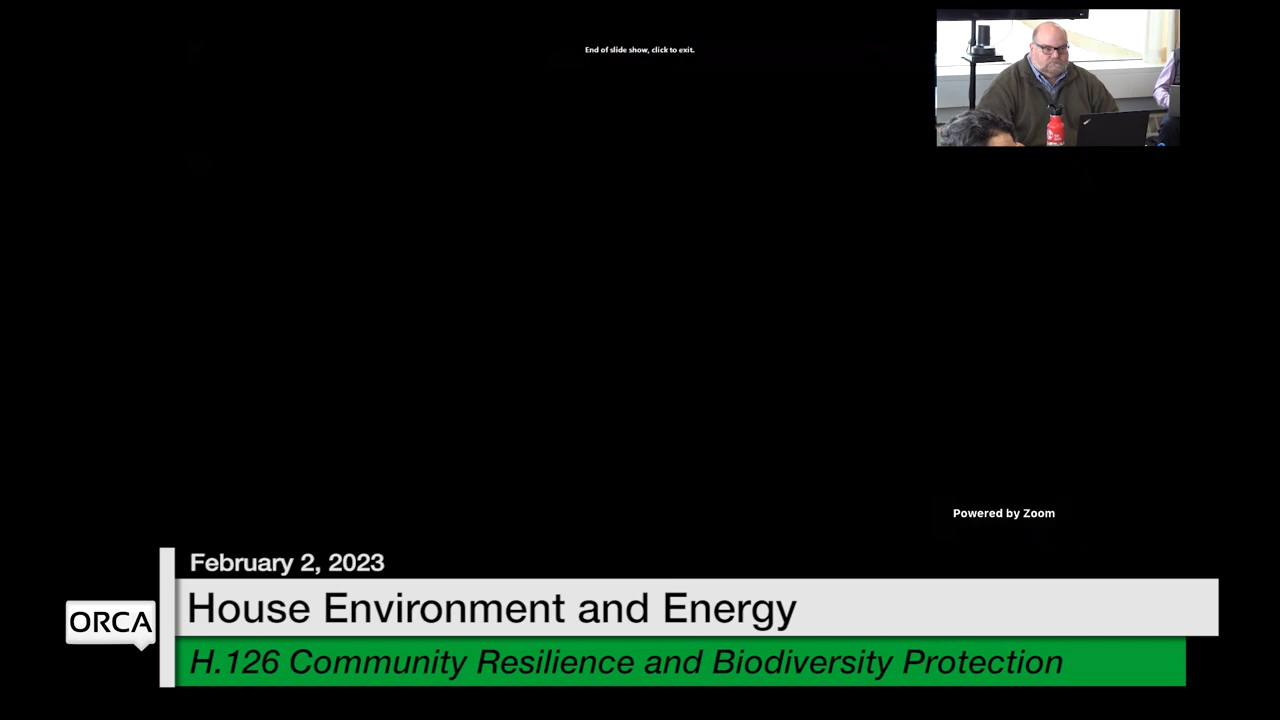 End of slide show, click to exit.
Powered by Zoom
February 2, 2023
House Environment and Energy
ORCA
H.126 Community Resilience and Biodiversity Protection